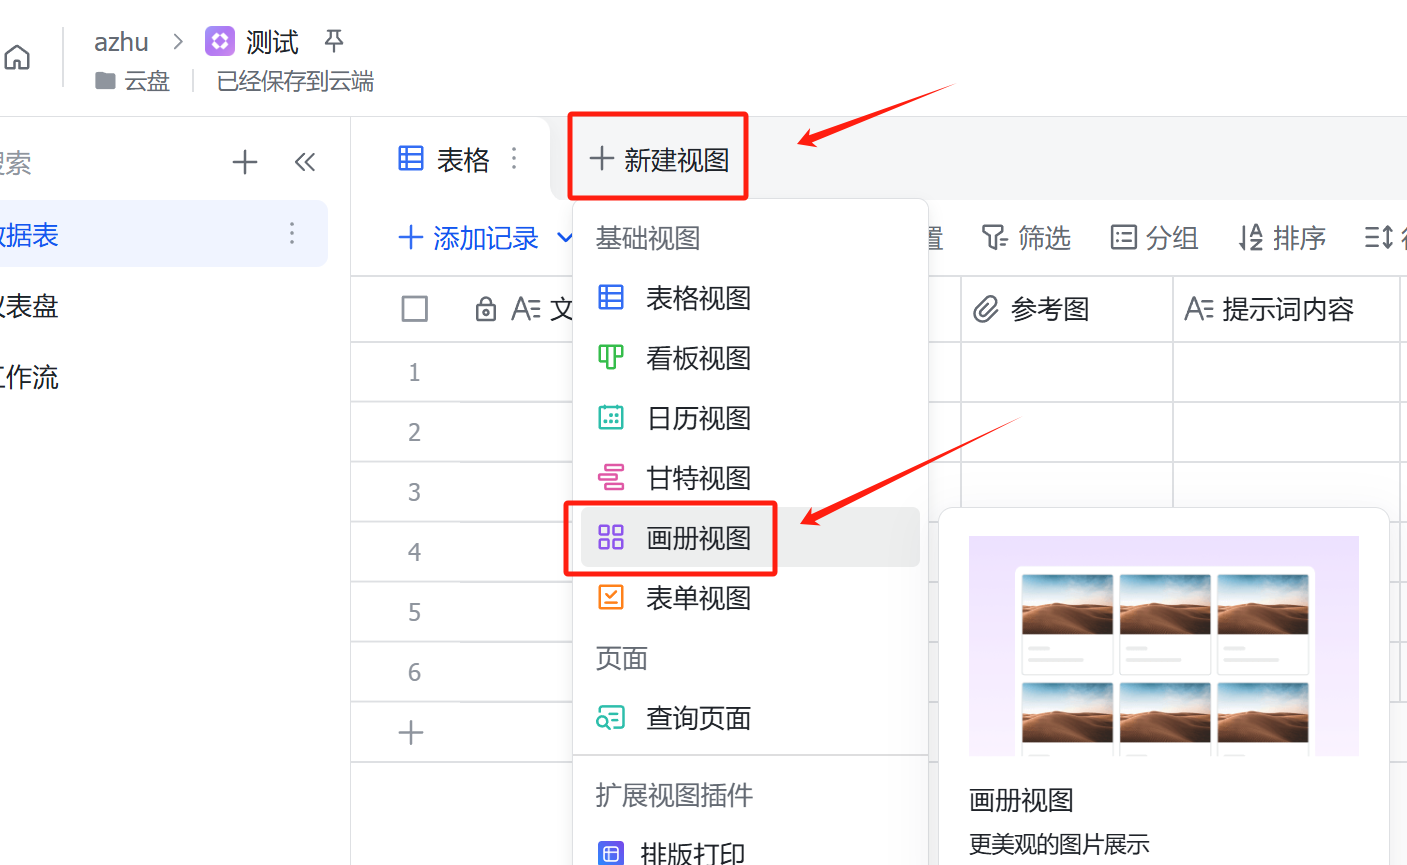 azhu
测试
云盘
已经保存到云端
搜索
表格
新建视图
数据表
添加记录
置
筛选
分组
排序
基础视图
仪表盘
表格视图
文
参考图
提示词内容
工作流
看板视图
1
日历视图
2
甘特视图
3
画册视图
4
表单视图
5
页面
6
查询页面
扩展视图插件
排版打印
画册视图
更美观的图片展示